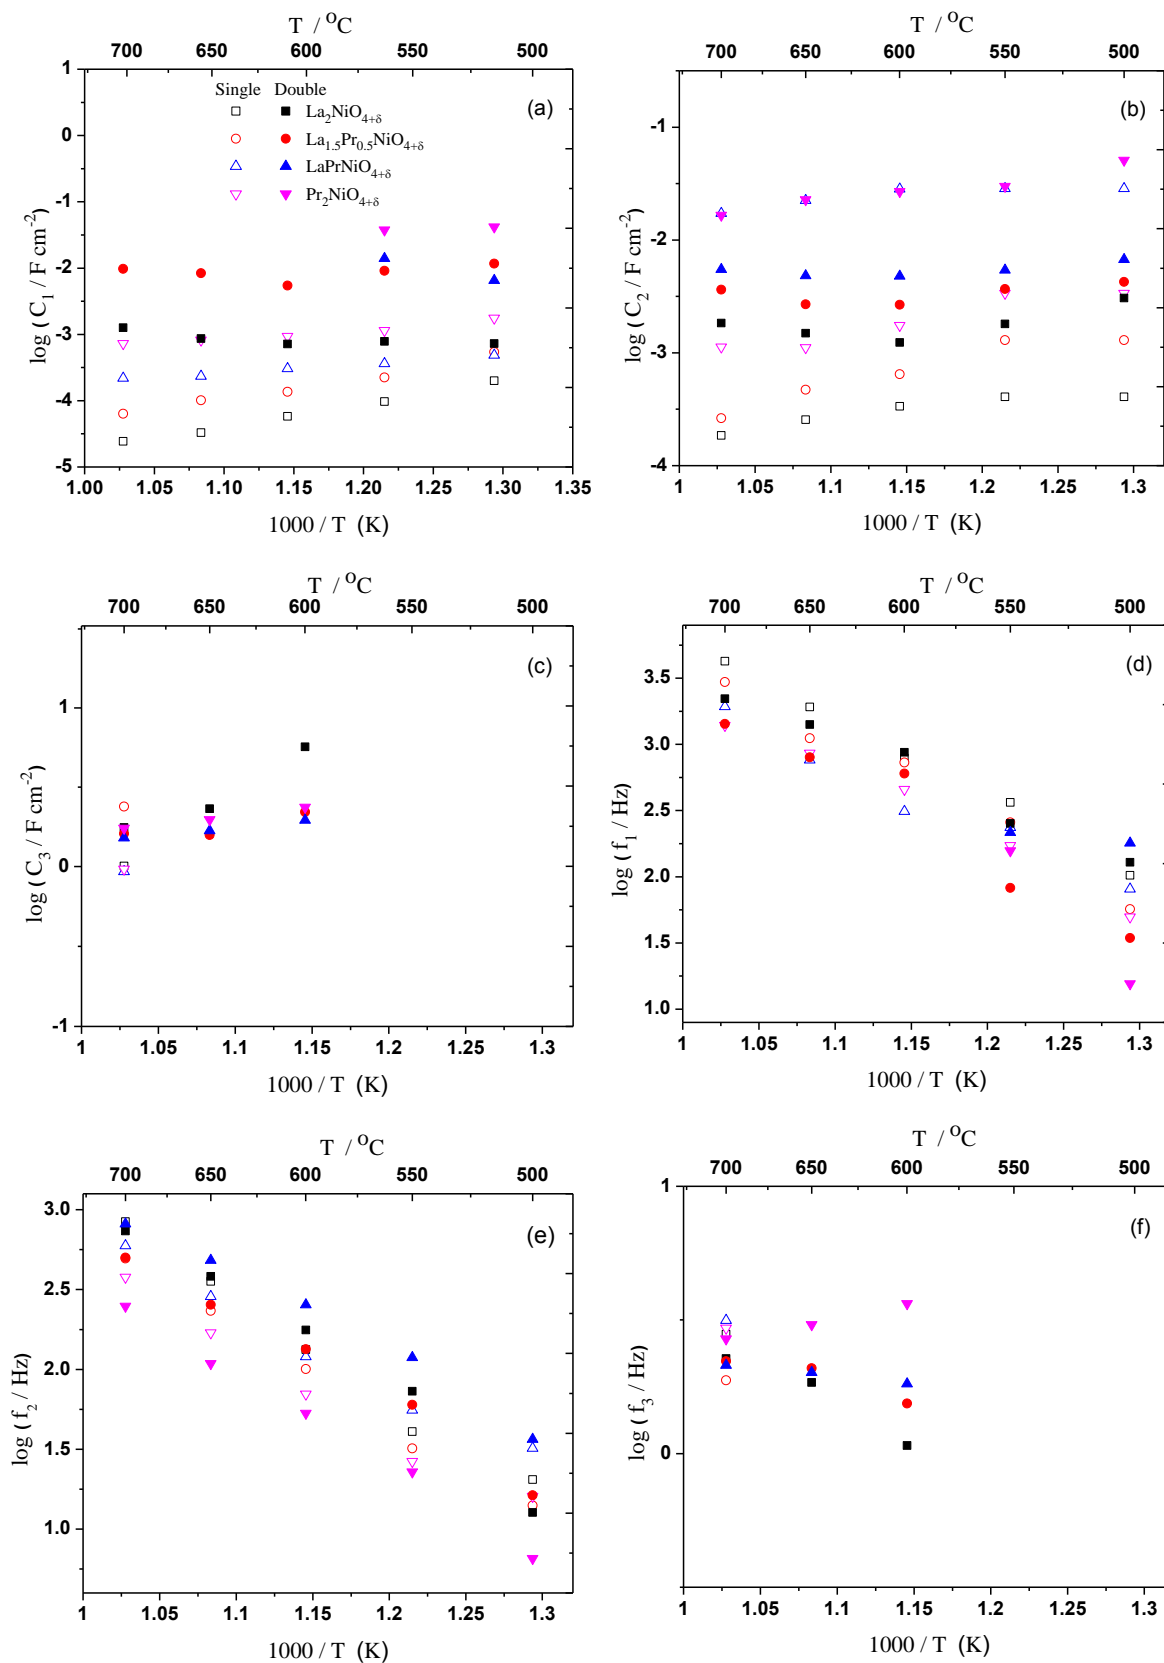 T / °C
700 650 600 550 500
1
0
-1
-2
-3
-4
-5
log (C₁ / F cm⁻²)
Single Double
La₂NiO₄₊δ
La₁.₅Pr₀.₅NiO₄₊δ
LaPrNiO₄₊δ
Pr₂NiO₄₊δ
(a)
1.00 1.05 1.10 1.15 1.20 1.25 1.30 1.35
1000 / T (K)
T / °C
700 650 600 550 500
-1
-2
-3
-4
log (C₂ / F cm⁻²)
(b)
1 1.05 1.1 1.15 1.2 1.25 1.3
1000 / T (K)
T / °C
700 650 600 550 500
1
0
-1
log (C₃ / F cm⁻²)
(c)
1 1.05 1.1 1.15 1.2 1.25 1.3
1000 / T (K)
T / °C
700 650 600 550 500
3.5
3.0
2.5
2.0
1.5
1.0
log (f₁ / Hz)
(d)
1 1.05 1.1 1.15 1.2 1.25 1.3
1000 / T (K)
T / °C
700 650 600 550 500
3.0
2.5
2.0
1.5
1.0
log (f₂ / Hz)
(e)
1 1.05 1.1 1.15 1.2 1.25 1.3
1000 / T (K)
T / °C
700 650 600 550 500
1
0
log (f₃ / Hz)
(f)
1 1.05 1.1 1.15 1.2 1.25 1.3
1000 / T (K)